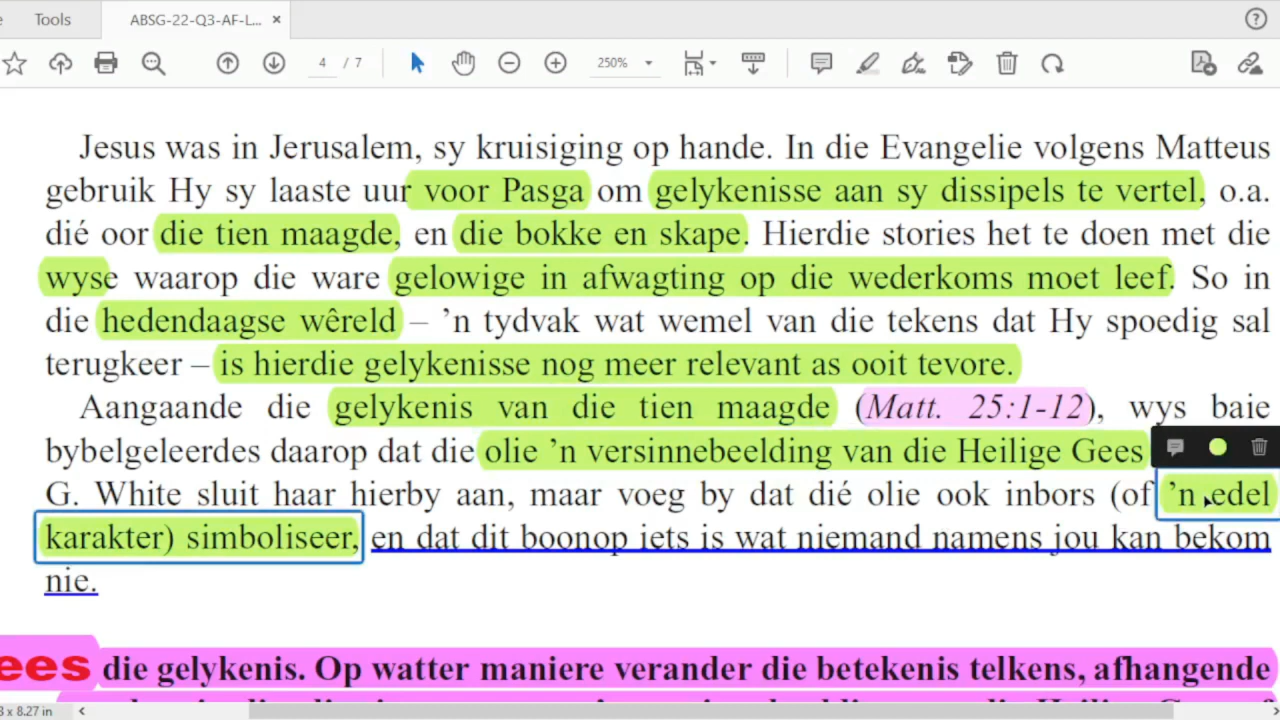 Tools
ABSG-22-Q3-AF-L... ×
4 / 7
250%
Jesus was in Jerusalem, sy kruisiging op hande. In die Evangelie volgens Matteus
gebruik Hy sy laaste uur voor Pasga om gelykenisse aan sy dissipels te vertel, o.a.
dié oor die tien maagde, en die bokke en skape. Hierdie stories het te doen met die
wyse waarop die ware gelowige in afwagting op die wederkoms moet leef. So in
die hedendaagse wêreld – ’n tydvak wat wemel van die tekens dat Hy spoedig sal
terugkeer – is hierdie gelykenisse nog meer relevant as ooit tevore.
Aangaande die gelykenis van die tien maagde (Matt. 25:1-12), wys baie
bybelgeleerdes daarop dat die olie ’n versinnebeelding van die Heilige Gees
G. White sluit haar hierby aan, maar voeg by dat dié olie ook inbors (of ’n edel
karakter) simboliseer, en dat dit boonop iets is wat niemand namens jou kan bekom
nie.
ees die gelykenis. Op watter maniere verander die betekenis telkens, afhangende
x 8.27 in